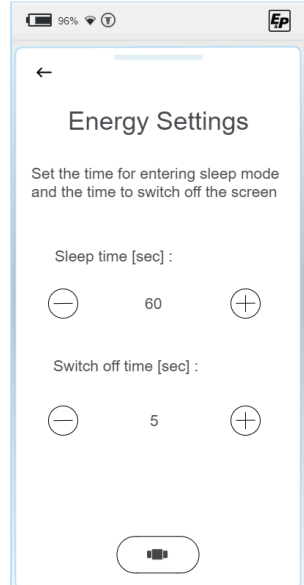 96%
E&P
Energy Settings
Set the time for entering sleep mode
and the time to switch off the screen
Sleep time [sec] :
60
Switch off time [sec] :
5